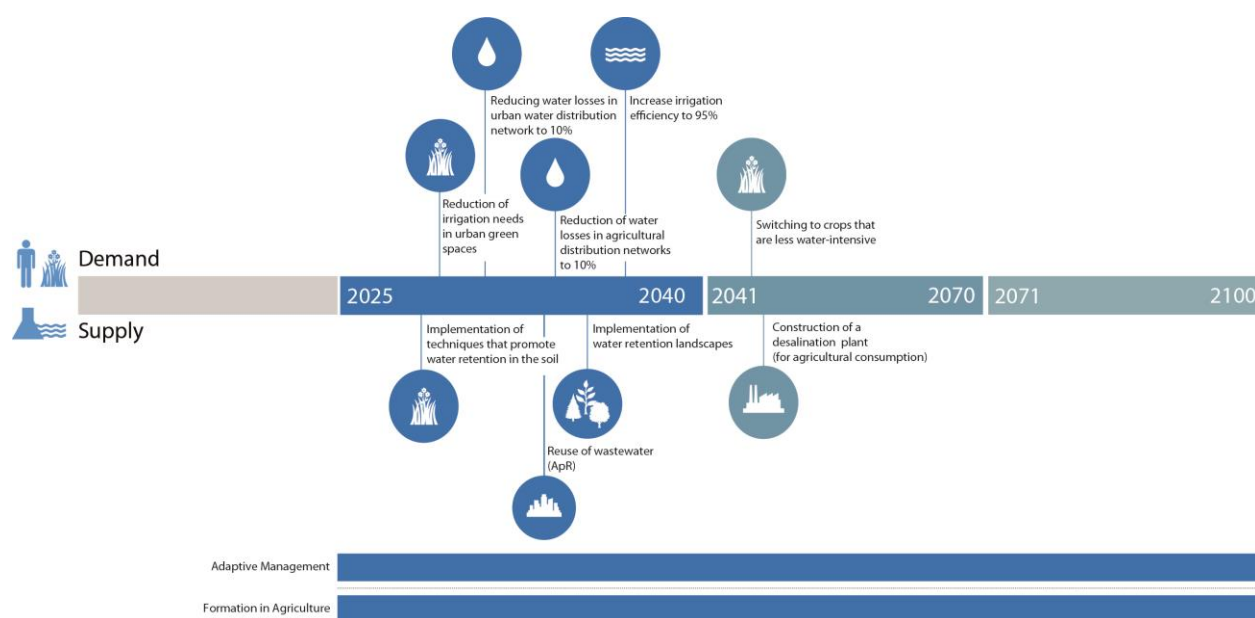 Reducing water losses in
urban water distribution
network to 10%
Increase irrigation
efficiency to 95%
Reduction of
irrigation needs
in urban green
spaces
Reduction of water
losses in agricultural
distribution networks
to 10%
Switching to crops that
are less water-intensive
Demand
2025
2040
2041
2070
2071
2100
Supply
Implementation of
techniques that promote
water retention in the soil
Implementation of
water retention landscapes
Construction of a
desalination plant
(for agricultural consumption)
Reuse of wastewater
(ApR)
Adaptive Management
Formation in Agriculture